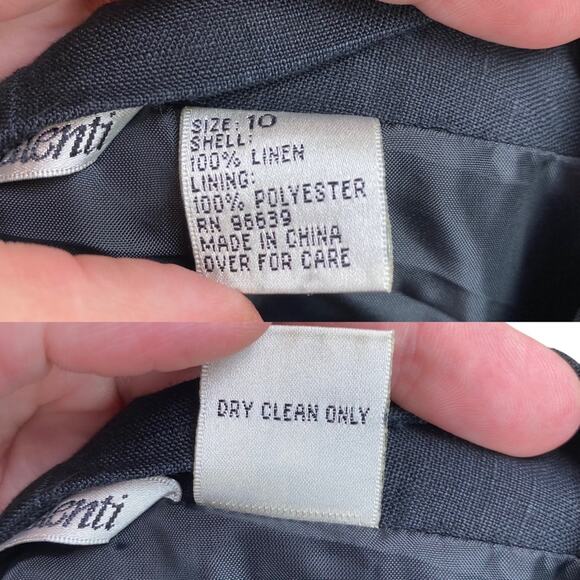 SIZE: 10
SHELL:
100% LINEN
LINING:
100% POLYESTER
RN 96639
MADE IN CHINA
OVER FOR CARE
DRY CLEAN ONLY